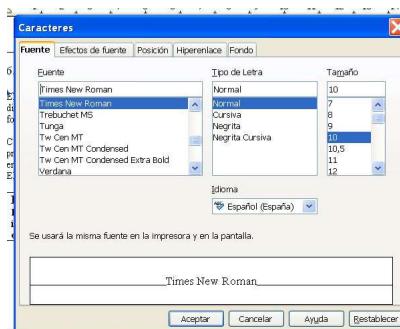 Caracteres
Fuente Efectos de fuente Posición Hiperenlace Fondo
Fuente Tipo de Letra Tamaño
Times New Roman Normal 10
Times New Roman Normal 7
Trebuchet MS Cursiva 8
Tunga Negrita 9
Tw Cen MT Negrita Cursiva 10
Tw Cen MT Condensed 10,5
Tw Cen MT Condensed Extra Bold 11
Verdana 12
Idioma
Español (España)
Se usará la misma fuente en la impresora y en la pantalla.
Times New Roman
Aceptar Cancelar Ayuda Restablecer